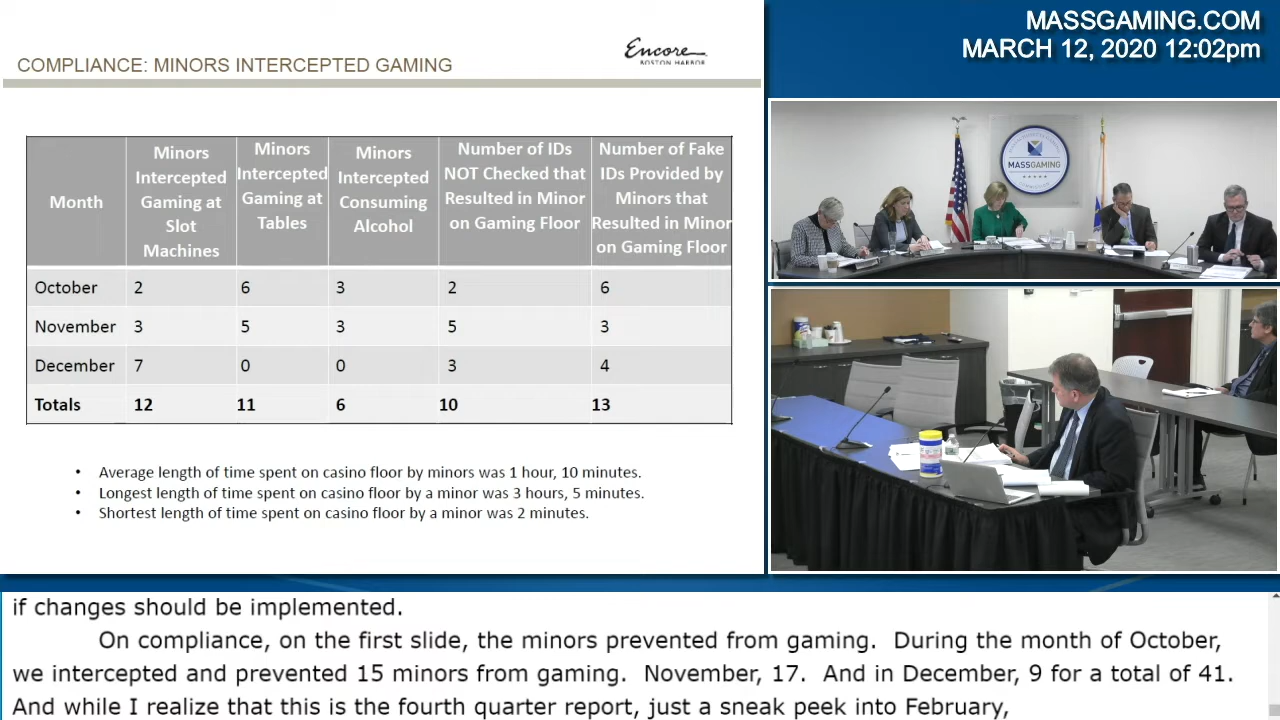 MASSGAMING.COM
MARCH 12, 2020 12:02pm
Encore
BOSTON HARBOR
COMPLIANCE: MINORS INTERCEPTED GAMING
Month
Minors
Intercepted
Gaming at
Slot
Machines
Minors
Intercepted
Gaming at
Tables
Minors
Intercepted
Consuming
Alcohol
Number of IDs
NOT Checked that
Resulted in Minor
on Gaming Floor
Number of Fake
IDs Provided by
Minors that
Resulted in Minor
on Gaming Floor
October 2 6 3 2 6
November 3 5 3 5 3
December 7 0 0 3 4
Totals 12 11 6 10 13
• Average length of time spent on casino floor by minors was 1 hour, 10 minutes.
• Longest length of time spent on casino floor by a minor was 3 hours, 5 minutes.
• Shortest length of time spent on casino floor by a minor was 2 minutes.
MASSGAMING
if changes should be implemented.
On compliance, on the first slide, the minors prevented from gaming. During the month of October,
we intercepted and prevented 15 minors from gaming. November, 17. And in December, 9 for a total of 41.
And while I realize that this is the fourth quarter report, just a sneak peek into February,